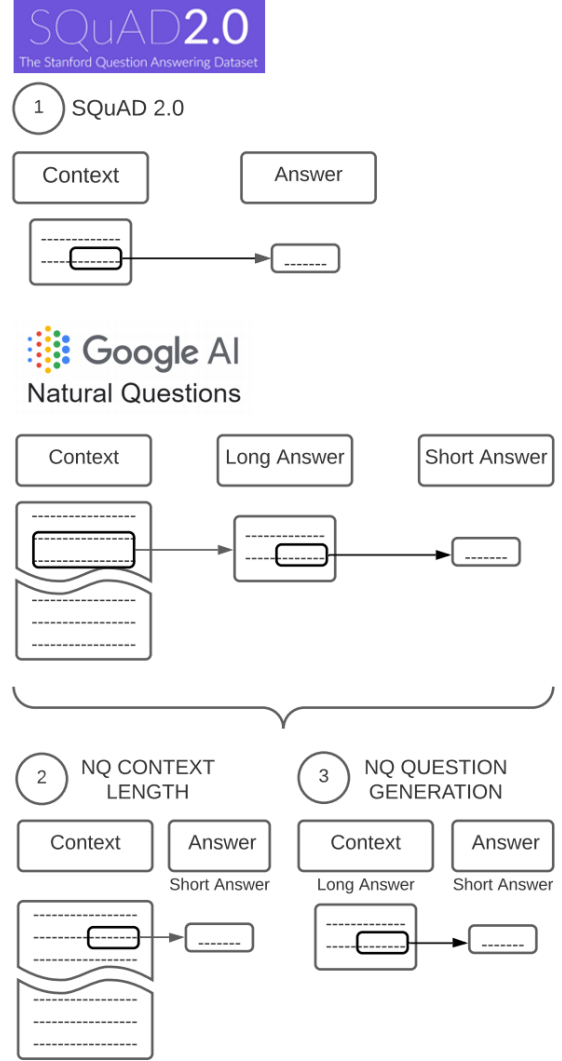 SQuAD2.0
The Stanford Question Answering Dataset
1 SQuAD 2.0
Context Answer
Google AI
Natural Questions
Context Long Answer Short Answer
2 NQ CONTEXT
LENGTH
3 NQ QUESTION
GENERATION
Context Answer
Short Answer
Context Answer
Long Answer Short Answer